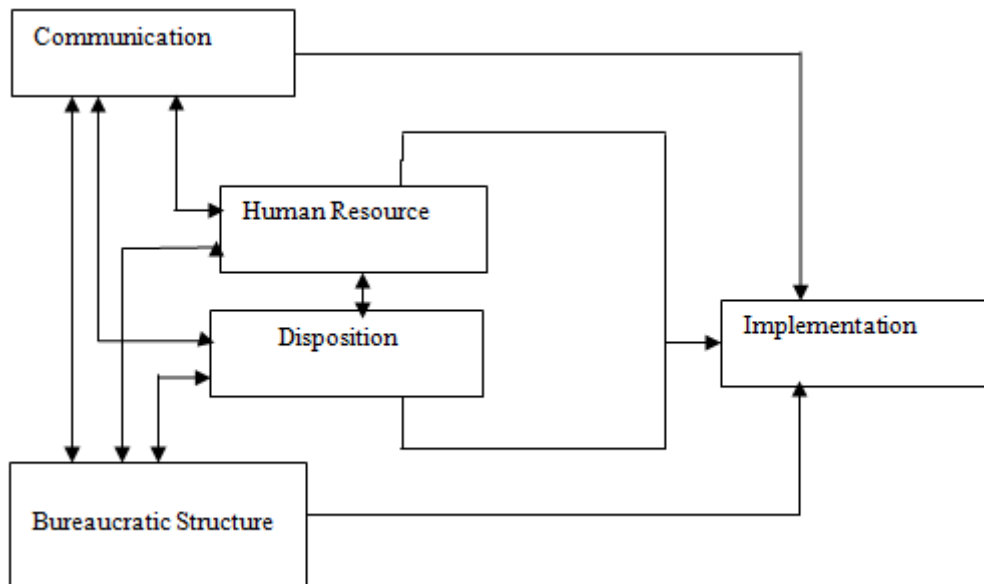 Communication
Human Resource
Disposition
Implementation
Bureaucratic Structure